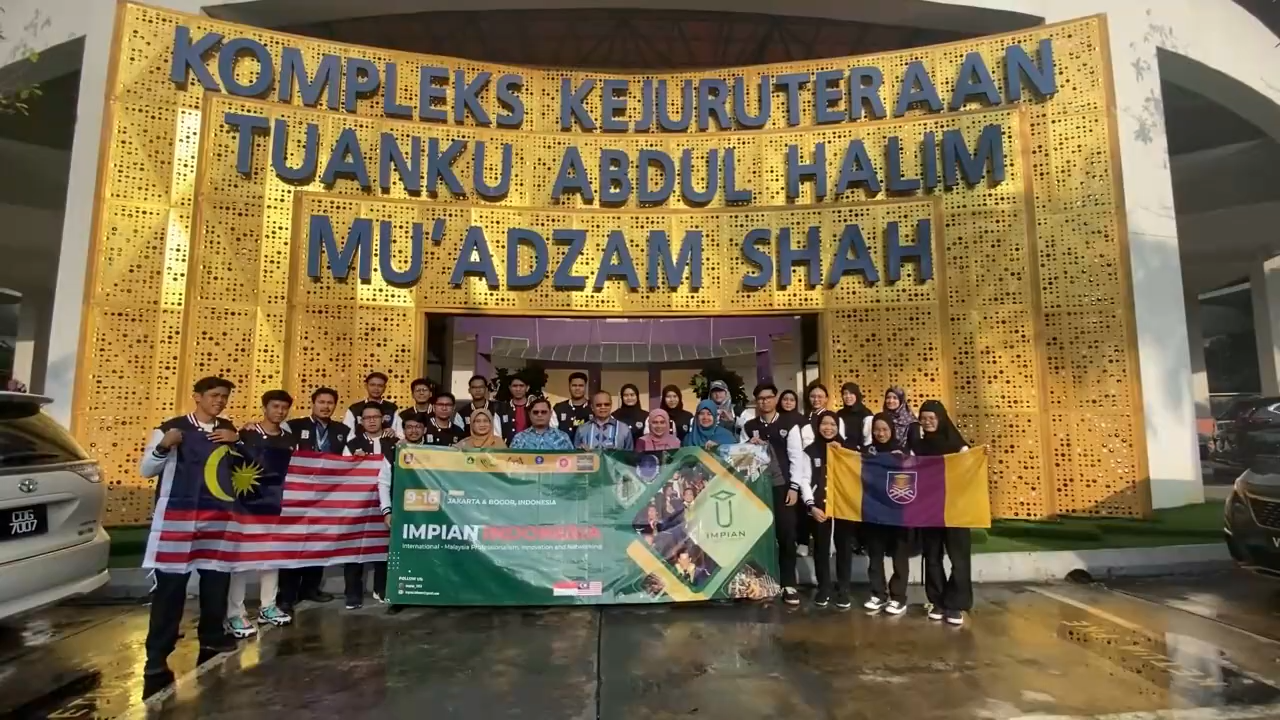 KOMPLEKS KEJURUTERAAN
TUANKU ABDUL HALIM
MU'ADZAM SHAH
9-16
JAKARTA & BOGOR, INDONESIA
IMPIAN INDONESIA
International - Malaysia Professionalism, Innovation and Networking
FOLLOW US:
IMPIAN
7007